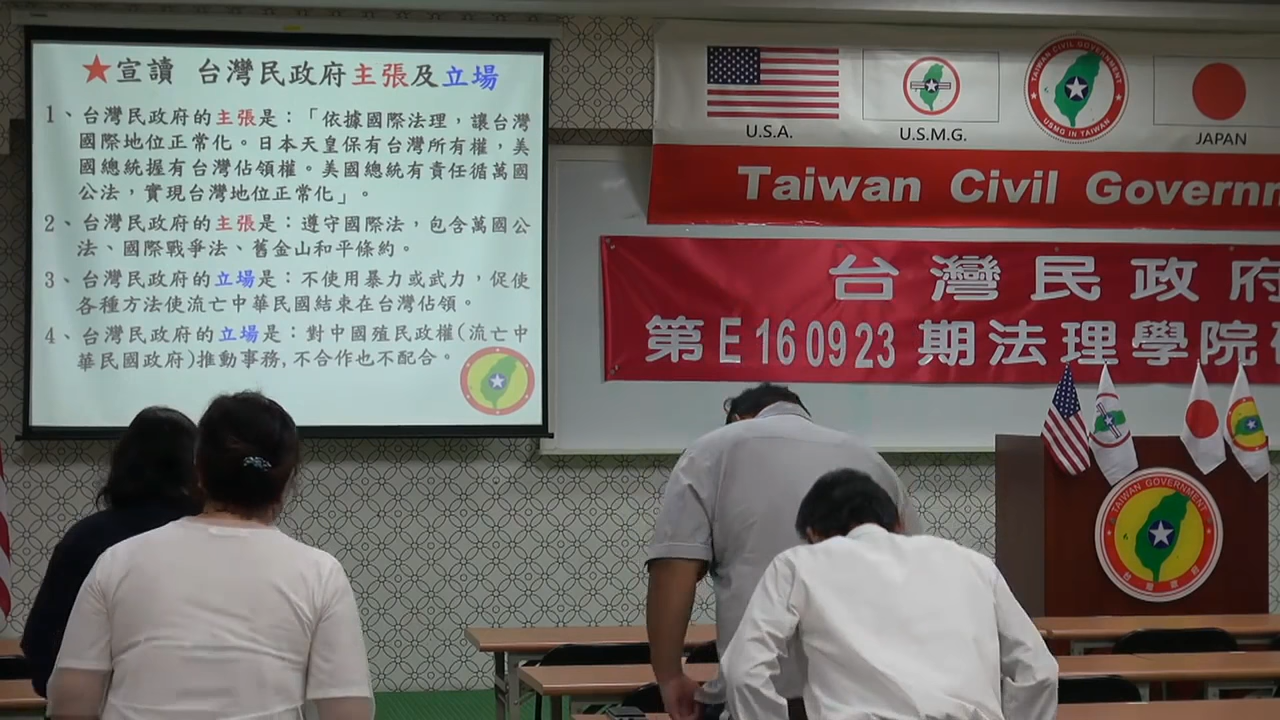 ★宣讀 台灣民政府主張及立場
1、台灣民政府的主張是：「依據國際法理，讓台灣
國際地位正常化。日本天皇保有台灣所有權，美
國總統握有台灣佔領權。美國總統有責任循萬國
公法，實現台灣地位正常化」。
2、台灣民政府的主張是：遵守國際法，包含萬國公
法、國際戰爭法、舊金山和平條約。
3、台灣民政府的立場是：不使用暴力或武力，促使
各種方法使流亡中華民國結束在台灣佔領。
4、台灣民政府的立場是：對中國殖民政權(流亡中
華民國政府)推動事務,不合作也不配合。
U.S.A.
U.S.M.G.
TAIWAN CIVIL GOVERNMENT
USMG IN TAIWAN
JAPAN
Taiwan Civil Governm
台灣民政府
第E160923期法理學院
TAIWAN GOVERNMENT
台灣政府